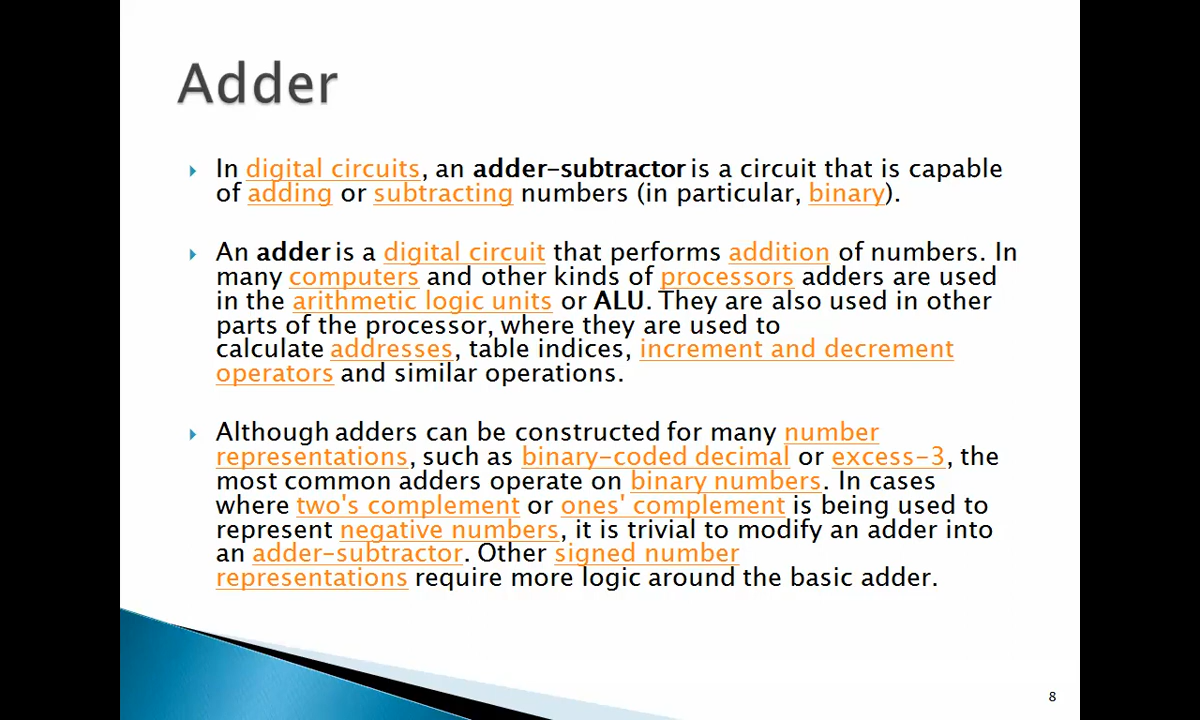 Adder
In digital circuits, an adder-subtractor is a circuit that is capable
of adding or subtracting numbers (in particular, binary).
An adder is a digital circuit that performs addition of numbers. In
many computers and other kinds of processors adders are used
in the arithmetic logic units or ALU. They are also used in other
parts of the processor, where they are used to
calculate addresses, table indices, increment and decrement
operators and similar operations.
Although adders can be constructed for many number
representations, such as binary-coded decimal or excess-3, the
most common adders operate on binary numbers. In cases
where two's complement or ones' complement is being used to
represent negative numbers, it is trivial to modify an adder into
an adder-subtractor. Other signed number
representations require more logic around the basic adder.
8